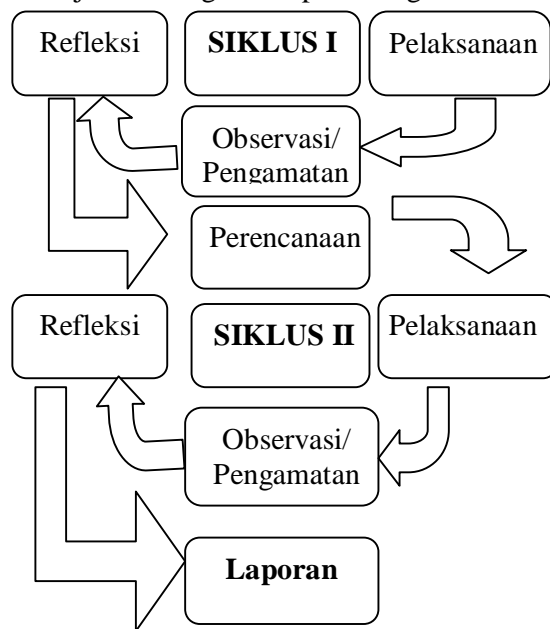 Refleksi
SIKLUS I
Pelaksanaan
Observasi/
Pengamatan
Perencanaan
Refleksi
SIKLUS II
Pelaksanaan
Observasi/
Pengamatan
Laporan